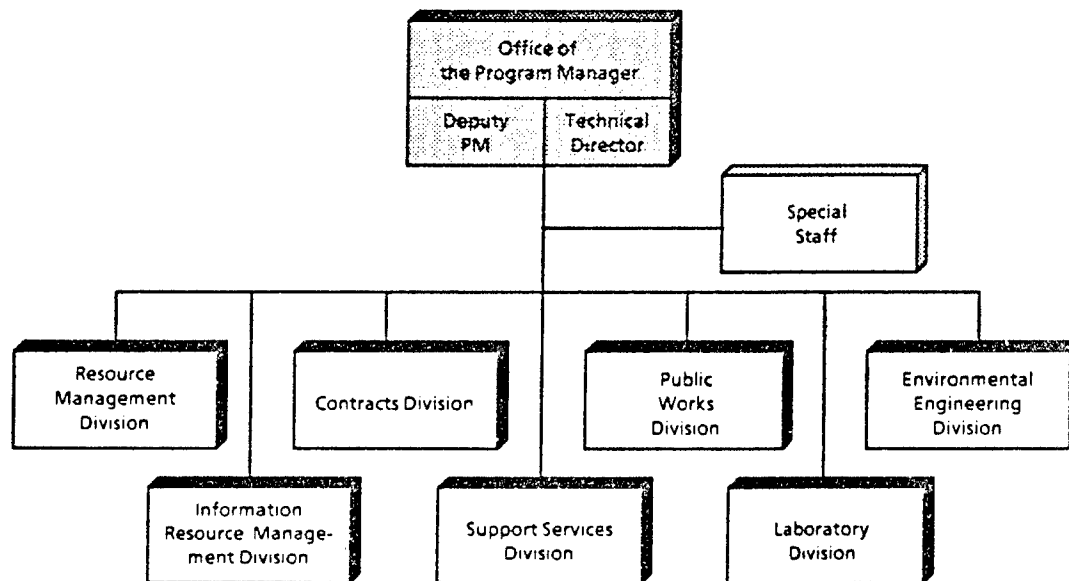 Office of
the Program Manager
Deputy
PM
Technical
Director
Special
Staff
Resource
Management
Division
Contracts Division
Public
Works
Division
Environmental
Engineering
Division
Information
Resource Manage-
ment Division
Support Services
Division
Laboratory
Division